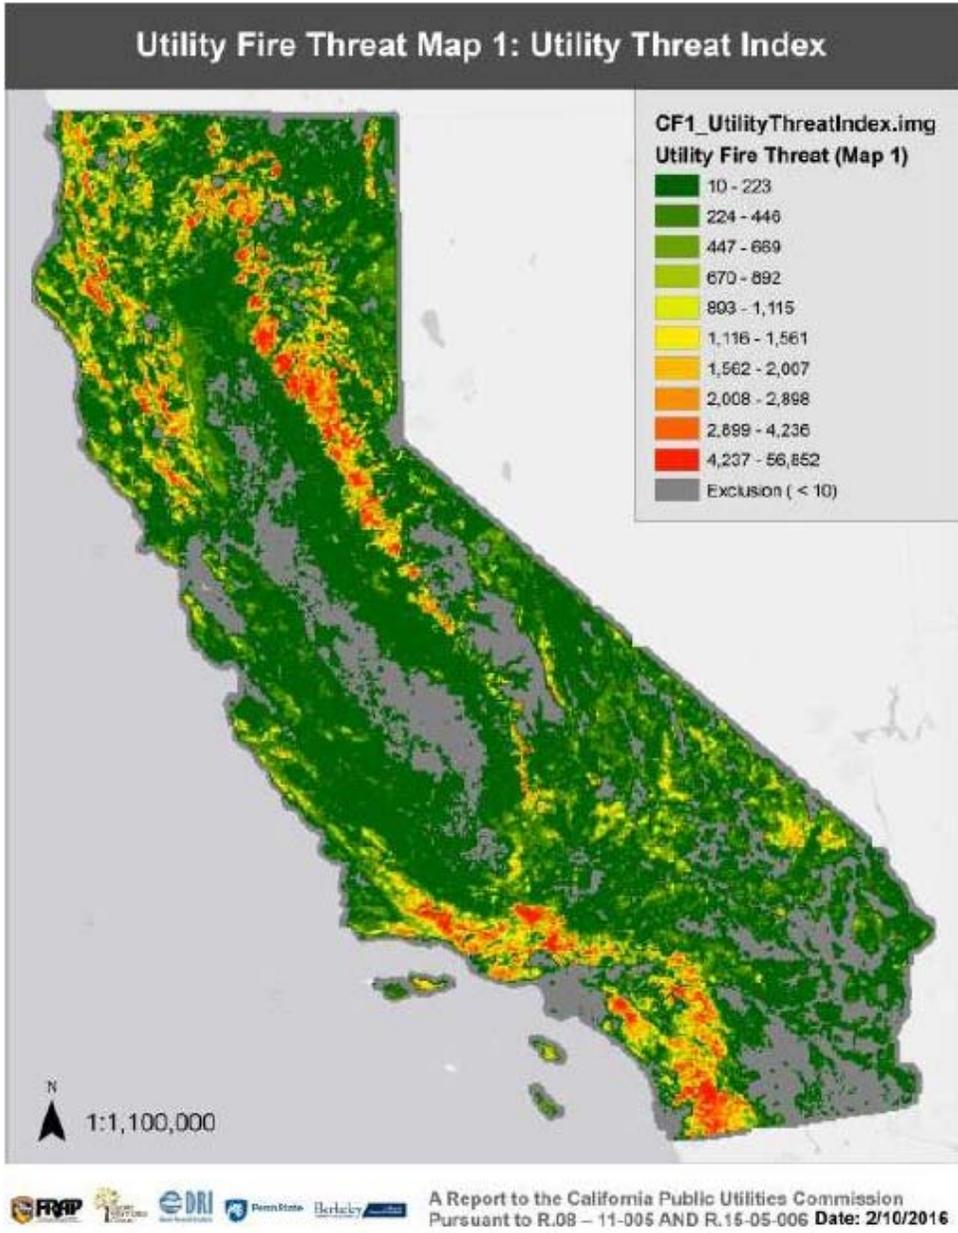 Utility Fire Threat Map 1: Utility Threat Index
CF1_UtilityThreatIndex.img
Utility Fire Threat (Map 1)
10 - 223
224 - 446
447 - 669
670 - 892
893 - 1,115
1,116 - 1,561
1,562 - 2,007
2,008 - 2,898
2,899 - 4,236
4,237 - 56,852
Exclusion ( < 10)
N
1:1,100,000
FRAP
DRI
PennState
Berkeley
A Report to the California Public Utilities Commission
Pursuant to R.08 – 11-005 AND R.15-05-006 Date: 2/10/2016